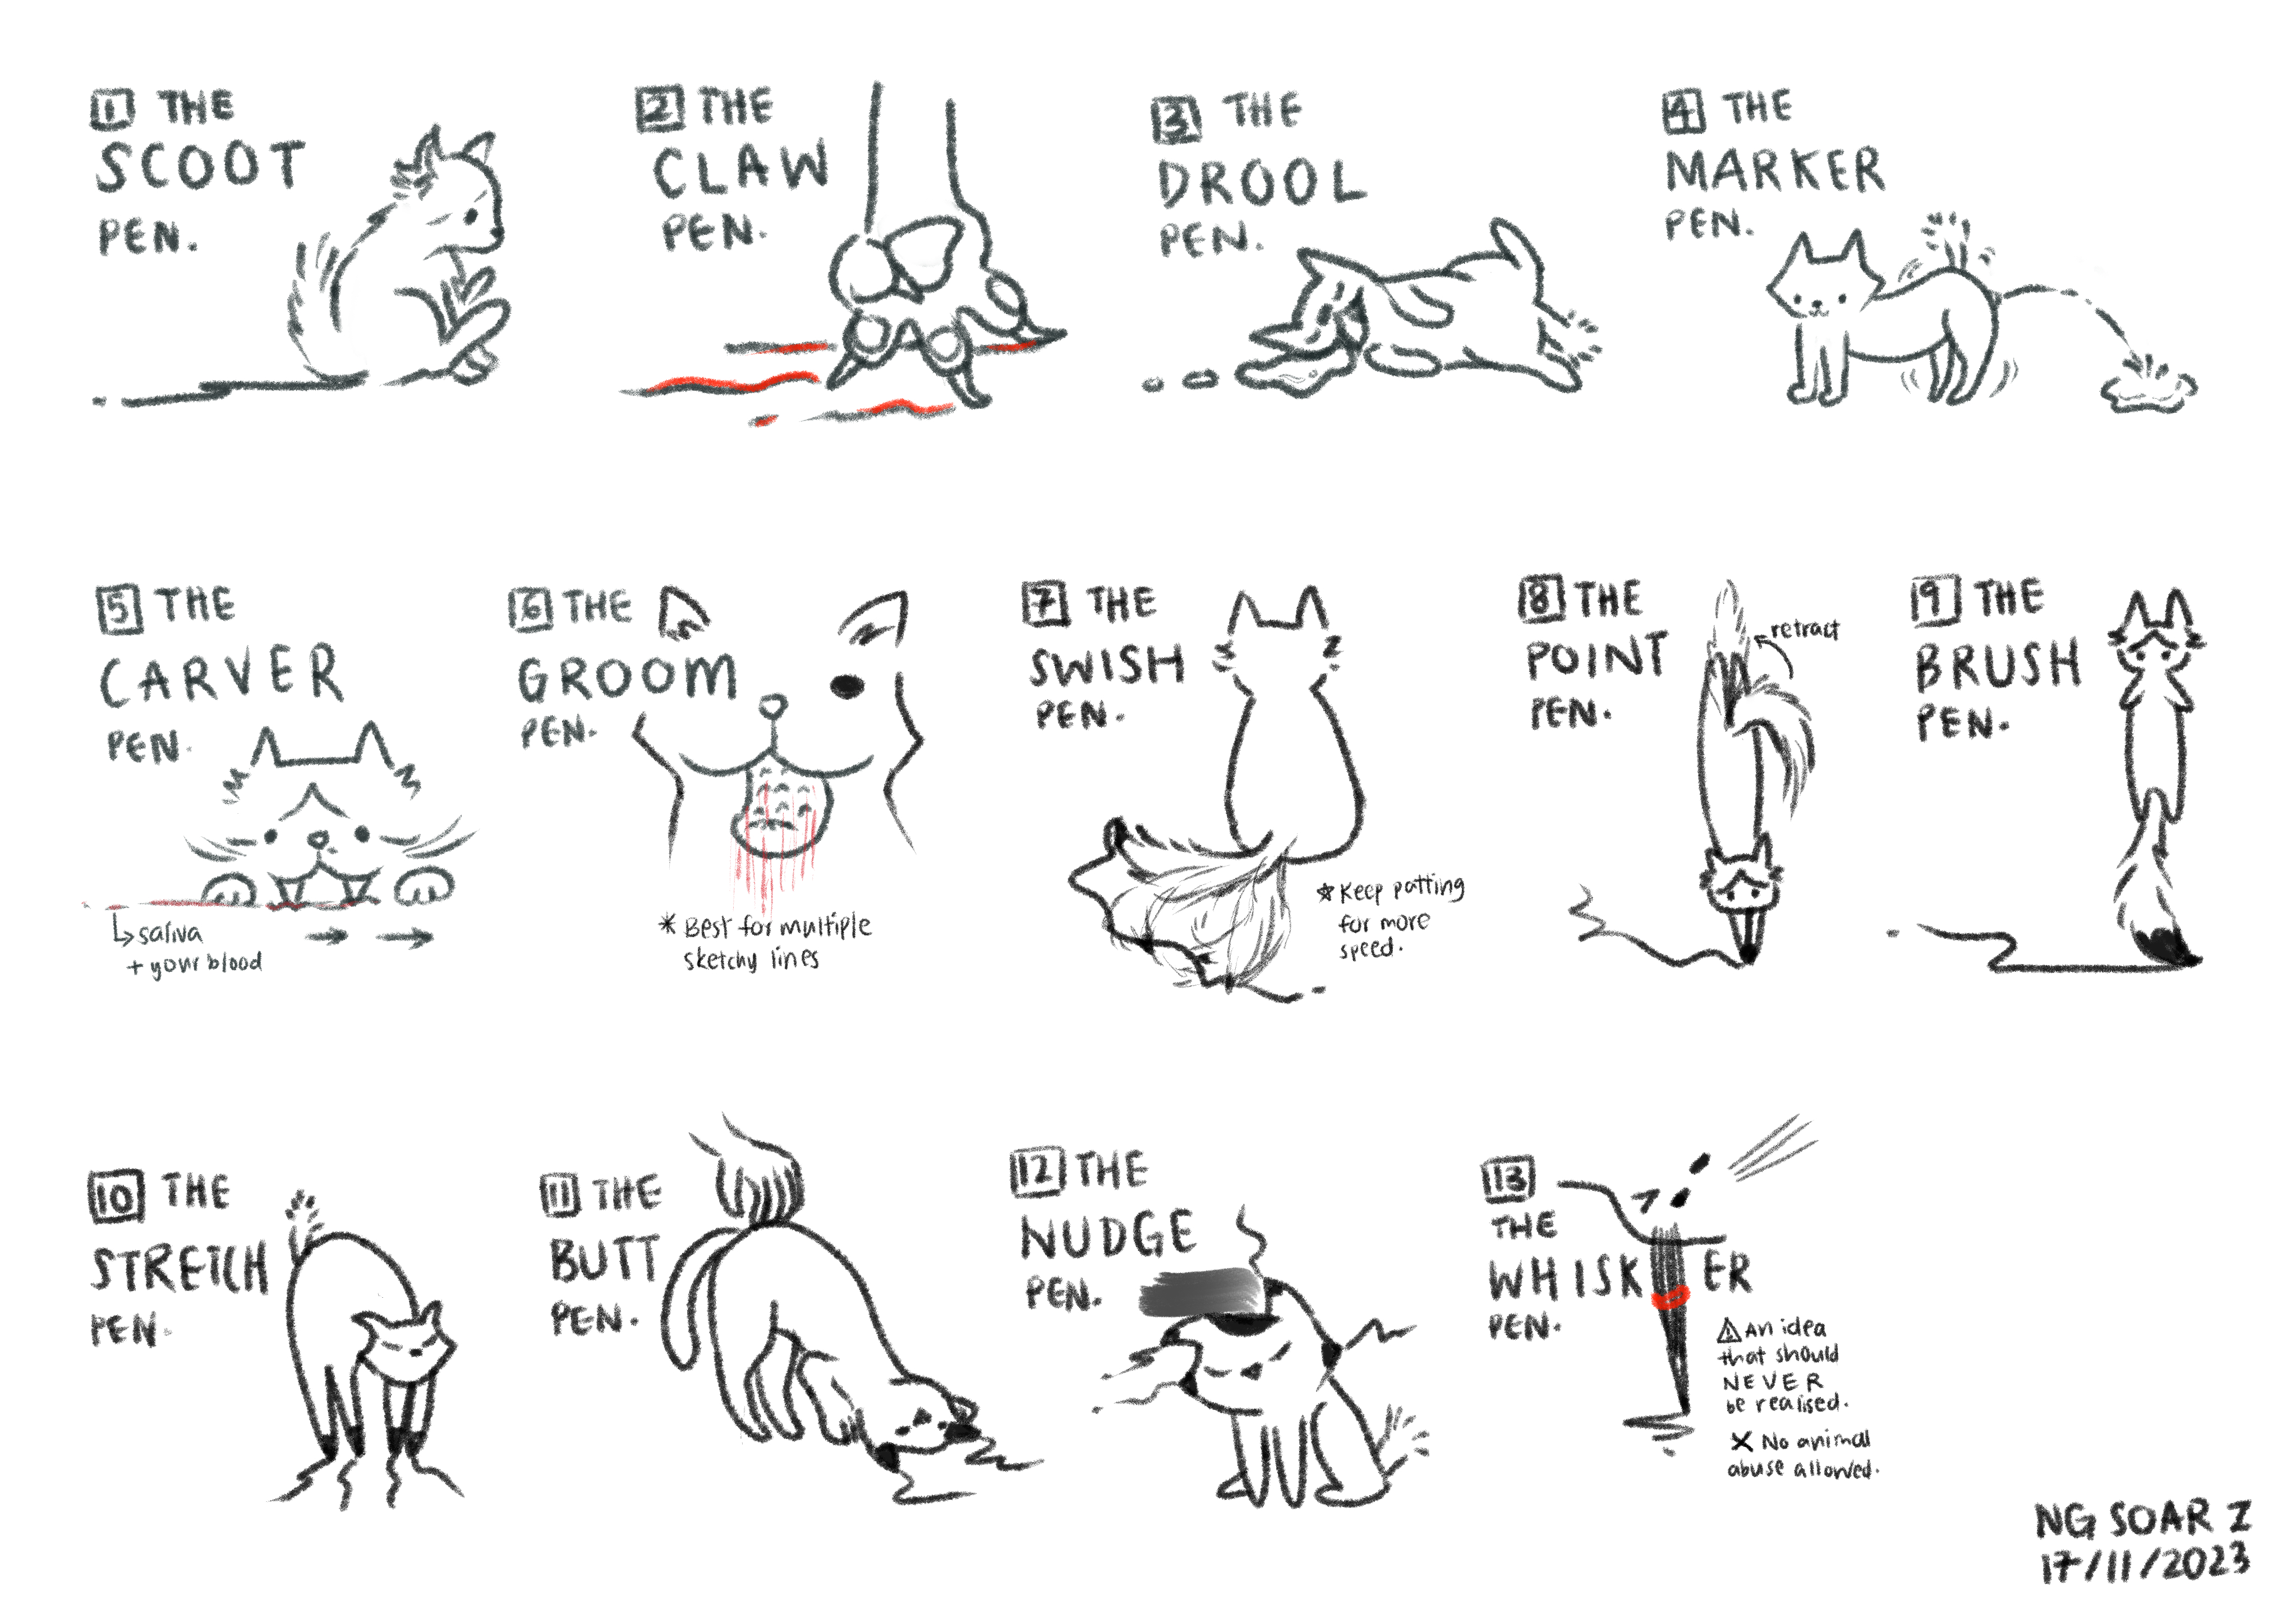 1 THE
SCOOT
PEN.
2 THE
CLAW
PEN.
3 THE
DROOL
PEN.
4 THE
MARKER
PEN.
5 THE
CARVER
PEN.
saliva
+ your blood
6 THE
GROOM
PEN.
* Best for multiple
sketchy lines
7 THE
SWISH
PEN.
☆ Keep patting
for more
speed.
8 THE
POINT
PEN.
retract
9 THE
BRUSH
PEN.
10 THE
STRETCH
PEN.
11 THE
BUTT
PEN.
12 THE
NUDGE
PEN.
13
THE
WHISKER
PEN.
⚠ An idea
that should
NEVER
be realised.
X No animal
abuse allowed.
NG SOAR Z
17/11/2023